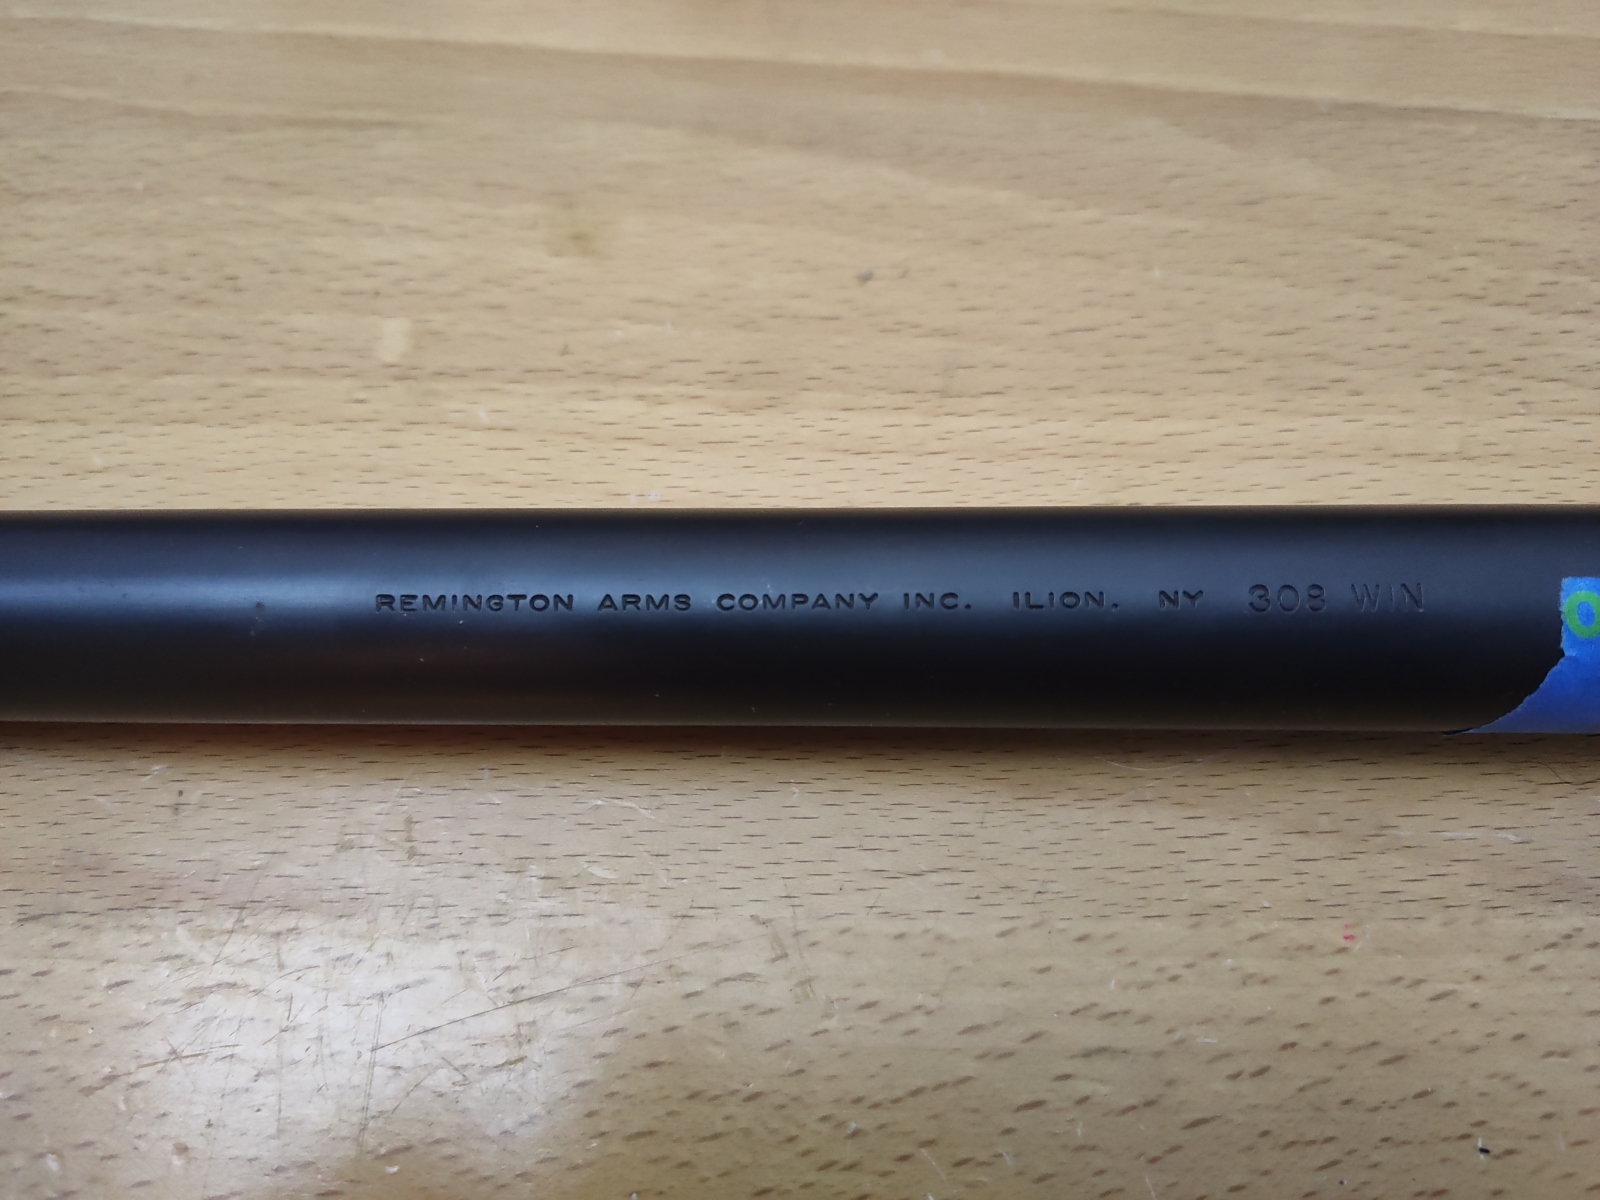 REMINGTON ARMS COMPANY INC. ILION, NY 308 WIN